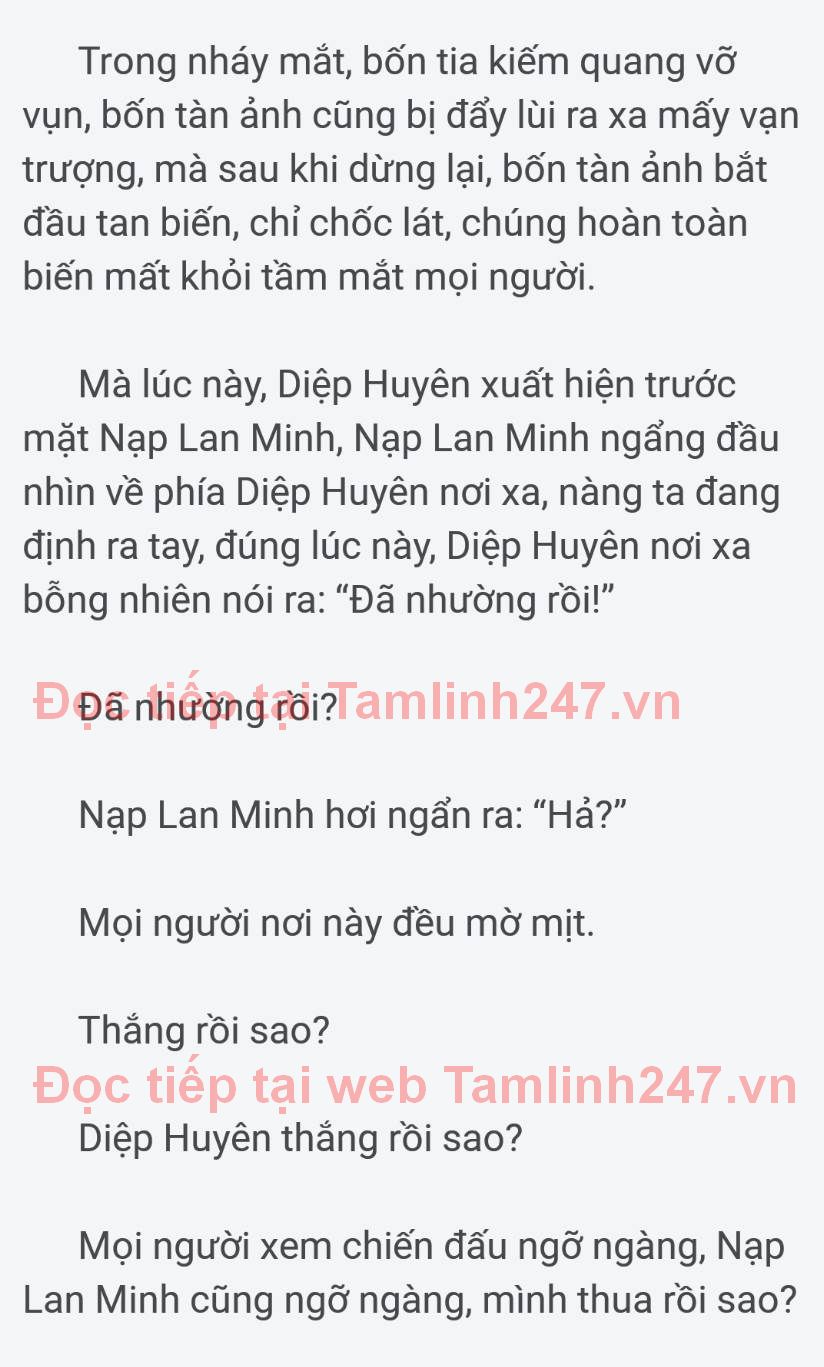 Trong nháy mắt, bốn tia kiếm quang vỡ
vụn, bốn tàn ảnh cũng bị đẩy lùi ra xa mấy vạn
trượng, mà sau khi dừng lại, bốn tàn ảnh bắt
đầu tan biến, chỉ chốc lát, chúng hoàn toàn
biến mất khỏi tầm mắt mọi người.
Mà lúc này, Diệp Huyên xuất hiện trước
mặt Nạp Lan Minh, Nạp Lan Minh ngẩng đầu
nhìn về phía Diệp Huyên nơi xa, nàng ta đang
định ra tay, đúng lúc này, Diệp Huyên nơi xa
bỗng nhiên nói ra: “Đã nhường rồi!”
Đọc tiếp tại Tamlinh247.vn
Đã nhường rồi?
Nạp Lan Minh hơi ngẩn ra: “Hả?”
Mọi người nơi này đều mờ mịt.
Thắng rồi sao?
Đọc tiếp tại web Tamlinh247.vn
Diệp Huyên thắng rồi sao?
Mọi người xem chiến đấu ngỡ ngàng, Nạp
Lan Minh cũng ngỡ ngàng, mình thua rồi sao?